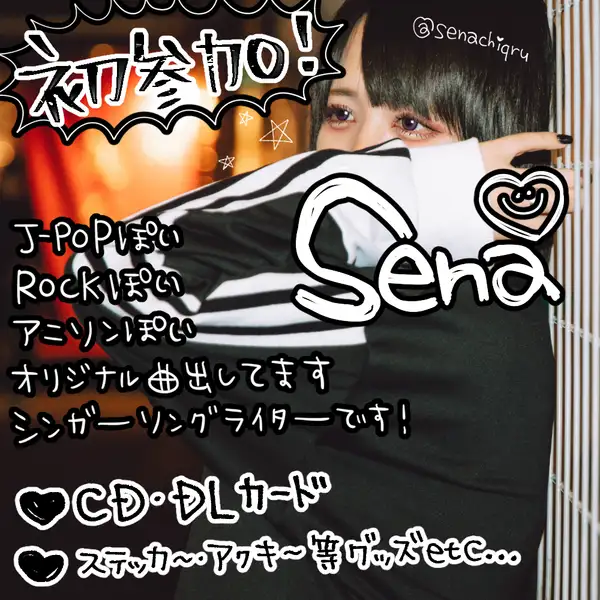 初参加!
@senachiqru
Sena
J-POPぽい
ROCKぽい
アニソンぽい
オリジナル曲出してます
シンガーソングライターです!
CD・DLカード
ステッカ〜・アクキ〜等グッズetc...